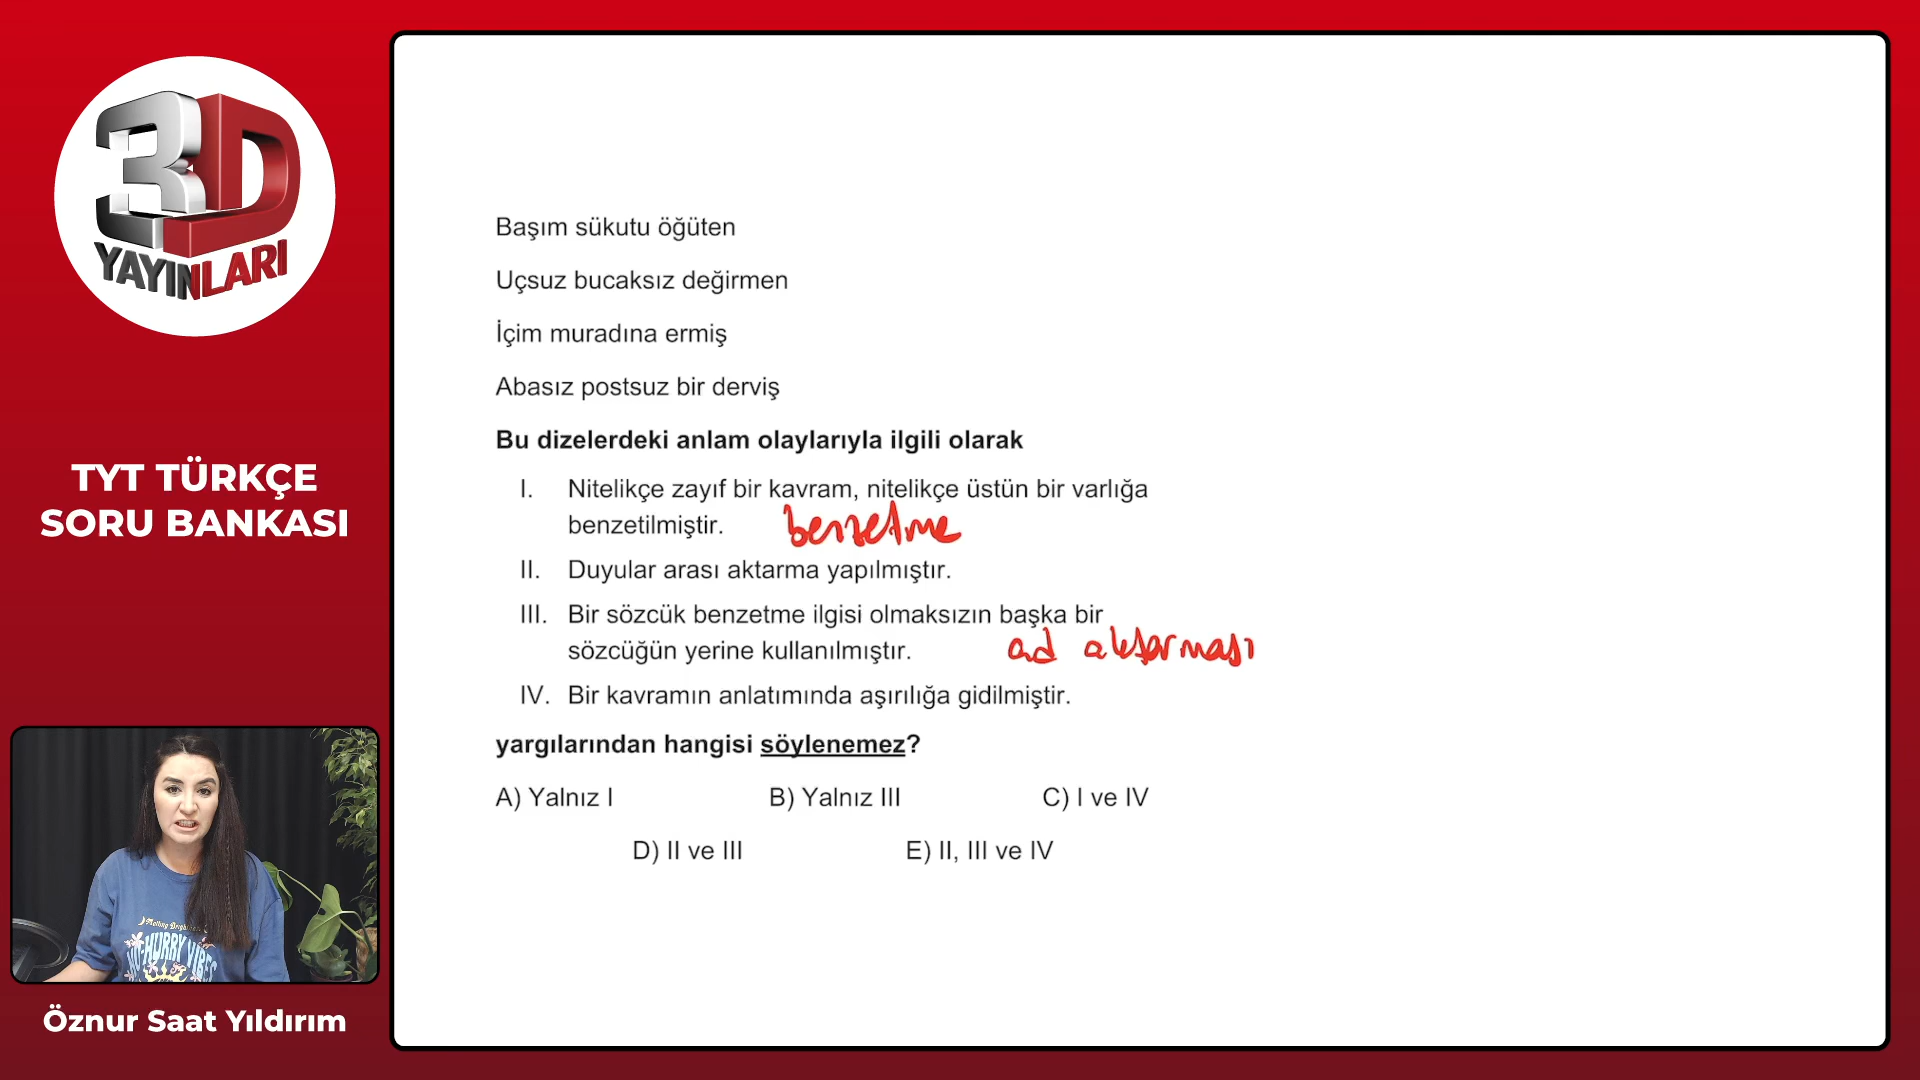 3D
YAYINLARI
TYT TÜRKÇE
SORU BANKASI
Başım sükutu öğüten
Uçsuz bucaksız değirmen
İçim muradına ermiş
Abasız postsuz bir derviş
Bu dizelerdeki anlam olaylarıyla ilgili olarak
I. Nitelikçe zayıf bir kavram, nitelikçe üstün bir varlığa
benzetilmiştir. benzetme
II. Duyular arası aktarma yapılmıştır.
III. Bir sözcük benzetme ilgisi olmaksızın başka bir
sözcüğün yerine kullanılmıştır. ad aktarması
IV. Bir kavramın anlatımında aşırılığa gidilmiştir.
yargılarından hangisi söylenemez?
A) Yalnız I B) Yalnız III C) I ve IV
D) II ve III E) II, III ve IV
NO-HURRY VIBES
Öznur Saat Yıldırım